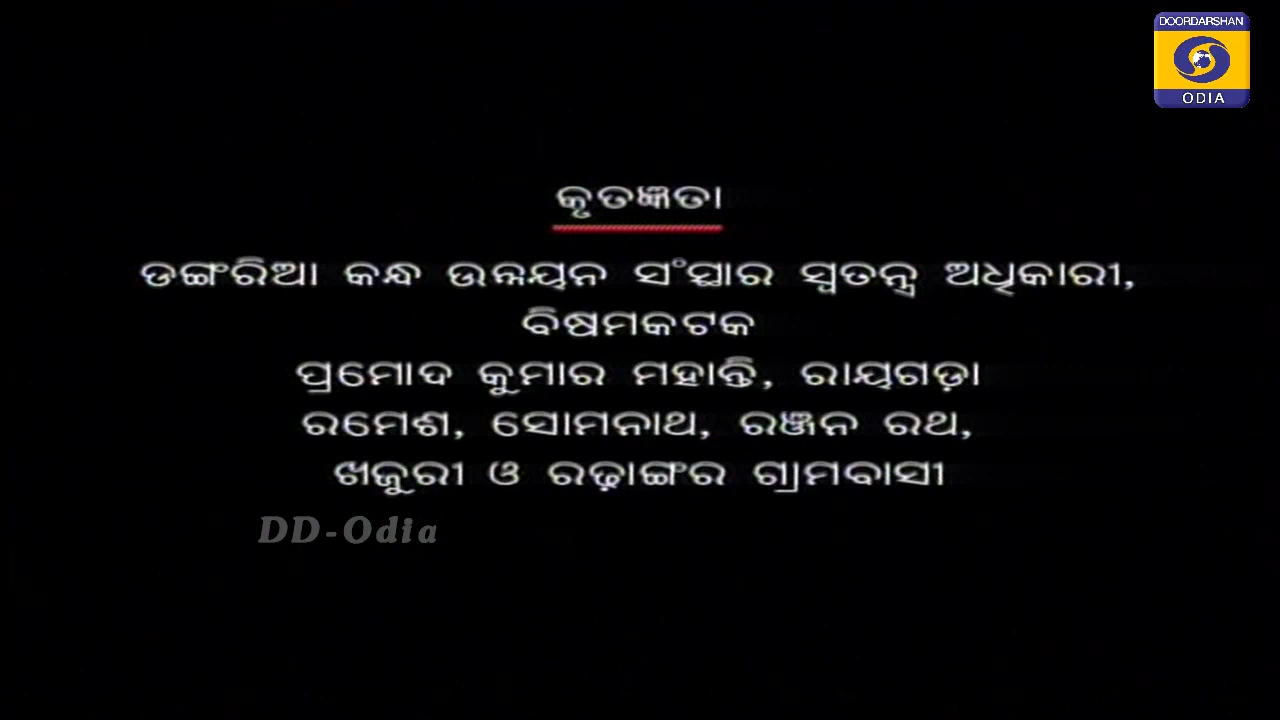 DOORDARSHAN
ODIA
କୃତଜ୍ଞତା
ଡଙ୍ଗରିଆ କନ୍ଧ ଉନ୍ନୟନ ସଂସ୍ଥାର ସ୍ୱତନ୍ତ୍ର ଅଧିକାରୀ,
ବିଷମକଟକ
ପ୍ରମୋଦ କୁମାର ମହାନ୍ତି, ରାୟଗଡ଼ା
ରମେଶ, ସୋମନାଥ, ରଞ୍ଜନ ରଥ,
ଖଜୁରୀ ଓ ରଢ଼ାଙ୍ଗର ଗ୍ରାମବାସୀ
DD-Odia